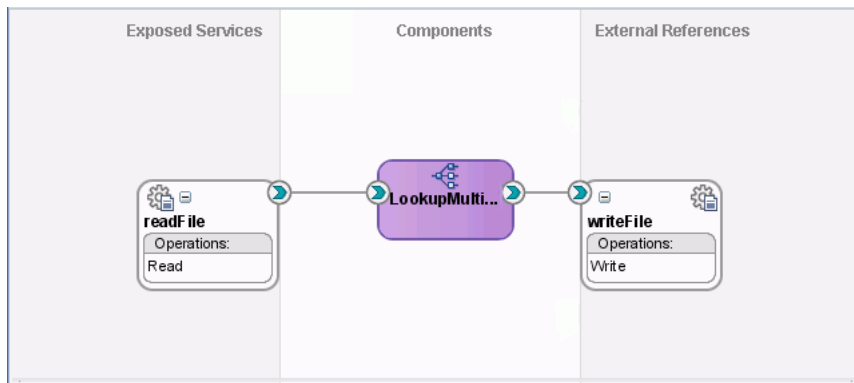 Exposed Services
Components
External References
readFile
Operations:
Read
LookupMulti...
writeFile
Operations:
Write